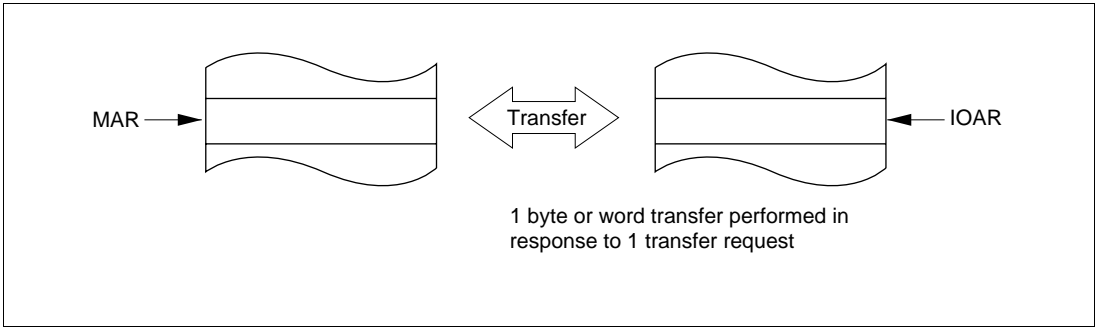 MAR
Transfer
IOAR
1 byte or word transfer performed in
response to 1 transfer request